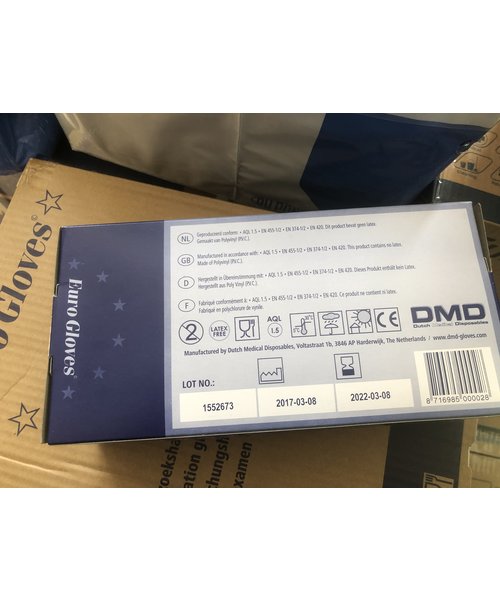 NL Geproduceerd conform: • AQL 1.5 • EN 455-1/2 • EN 374-1/2 • EN 420. Dit product bevat geen latex.
Gemaakt van Polyvinyl (P.V.C.).
GB Manufactured in accordance with: • AQL 1.5 • EN 455-1/2 • EN 374-1/2 • EN 420. This product contains no latex.
Made of Polyvinyl (P.V.C.).
D Hergestellt in Übereinstimmung mit: • AQL 1.5 • EN 455-1/2 • EN 374-1/2 • EN 420. Dieses Produkt enthält kein Latex.
Hergestellt aus Poly Vinyl (P.V.C.).
F Fabriqué conformément à: • AQL 1.5 • EN 455-1/2 • EN 374-1/2 • EN 420. Ce produit ne contient ni latex.
Fabriqué en polychlorure de vynile.
2
LATEX
FREE
AQL
1.5
CE
DMD
Dutch Medical Disposables
www.dmd-gloves.com
Manufactured by Dutch Medical Disposables, Voltastraat 1b, 3846 AP Harderwijk, The Netherlands
LOT NO.:
1552673
2017-03-08
2022-03-08
8 716985 000028
Euro Gloves
o Gloves
zoeksha
ation g
chungsf
examen